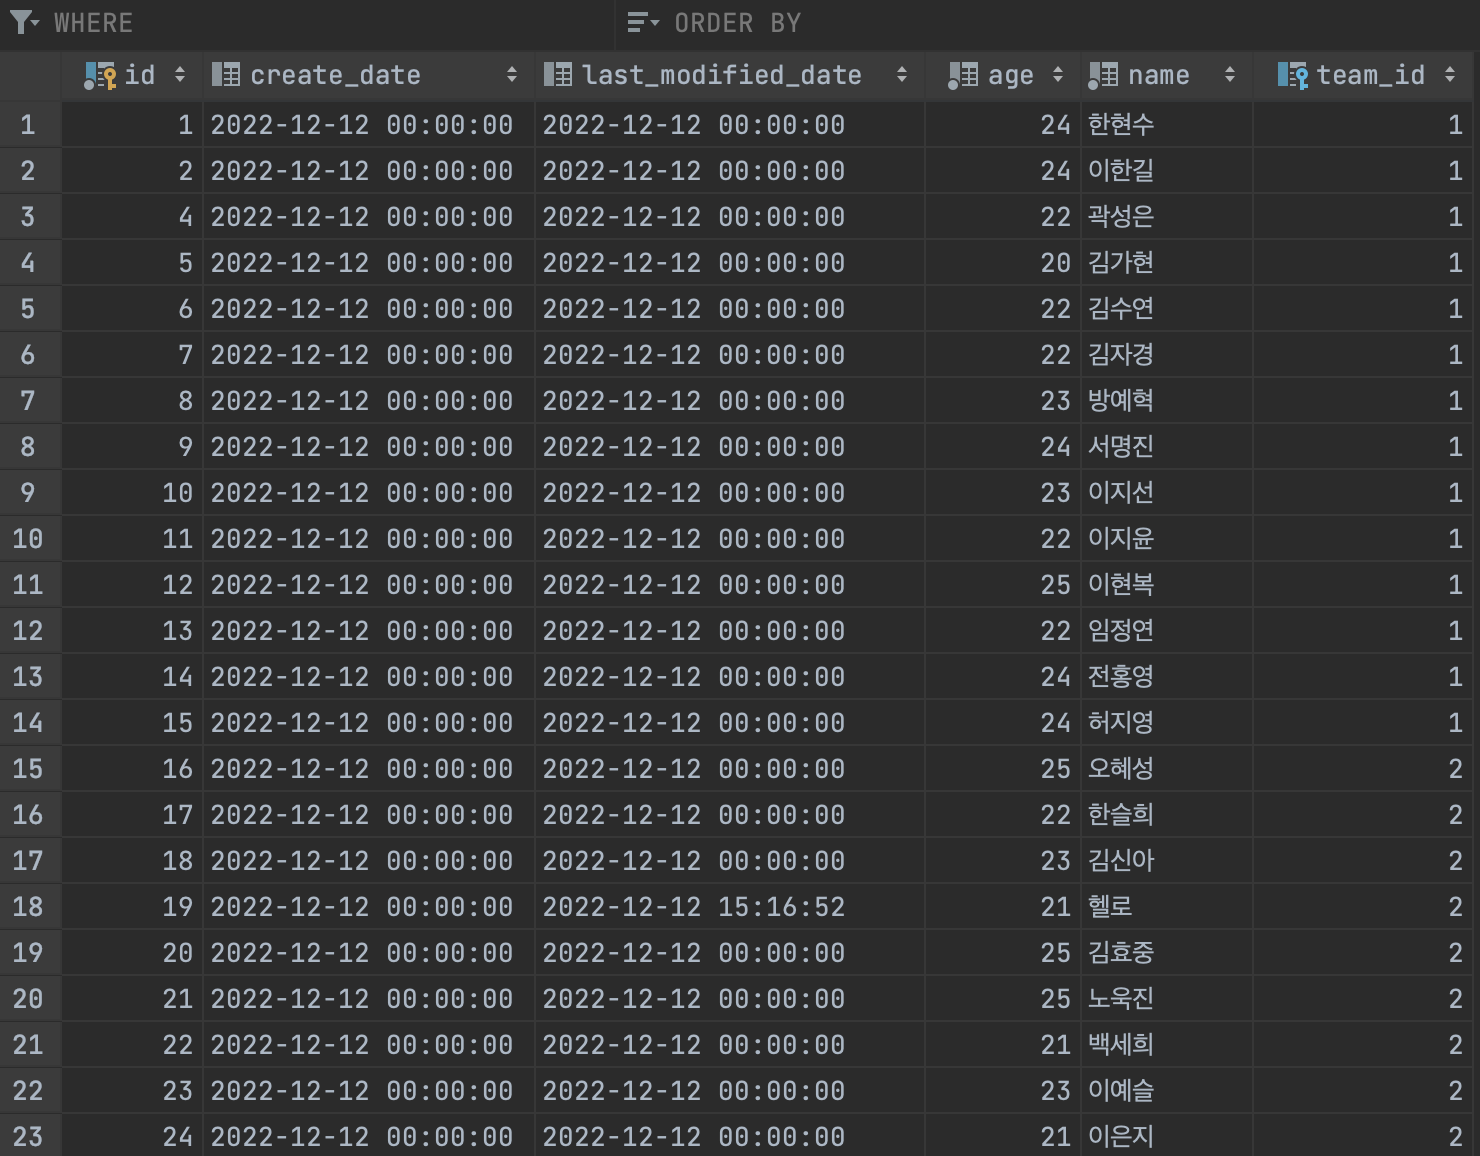 WHERE ORDER BY
id create_date last_modified_date age name team_id
1 1 2022-12-12 00:00:00 2022-12-12 00:00:00 24 한현수 1
2 2 2022-12-12 00:00:00 2022-12-12 00:00:00 24 이한길 1
3 4 2022-12-12 00:00:00 2022-12-12 00:00:00 22 곽성은 1
4 5 2022-12-12 00:00:00 2022-12-12 00:00:00 20 김가현 1
5 6 2022-12-12 00:00:00 2022-12-12 00:00:00 22 김수연 1
6 7 2022-12-12 00:00:00 2022-12-12 00:00:00 22 김자경 1
7 8 2022-12-12 00:00:00 2022-12-12 00:00:00 23 방예혁 1
8 9 2022-12-12 00:00:00 2022-12-12 00:00:00 24 서명진 1
9 10 2022-12-12 00:00:00 2022-12-12 00:00:00 23 이지선 1
10 11 2022-12-12 00:00:00 2022-12-12 00:00:00 22 이지윤 1
11 12 2022-12-12 00:00:00 2022-12-12 00:00:00 25 이현복 1
12 13 2022-12-12 00:00:00 2022-12-12 00:00:00 22 임정연 1
13 14 2022-12-12 00:00:00 2022-12-12 00:00:00 24 전홍영 1
14 15 2022-12-12 00:00:00 2022-12-12 00:00:00 24 허지영 1
15 16 2022-12-12 00:00:00 2022-12-12 00:00:00 25 오혜성 2
16 17 2022-12-12 00:00:00 2022-12-12 00:00:00 22 한슬희 2
17 18 2022-12-12 00:00:00 2022-12-12 00:00:00 23 김신아 2
18 19 2022-12-12 00:00:00 2022-12-12 15:16:52 21 헬로 2
19 20 2022-12-12 00:00:00 2022-12-12 00:00:00 25 김효중 2
20 21 2022-12-12 00:00:00 2022-12-12 00:00:00 25 노욱진 2
21 22 2022-12-12 00:00:00 2022-12-12 00:00:00 21 백세희 2
22 23 2022-12-12 00:00:00 2022-12-12 00:00:00 23 이예슬 2
23 24 2022-12-12 00:00:00 2022-12-12 00:00:00 21 이은지 2